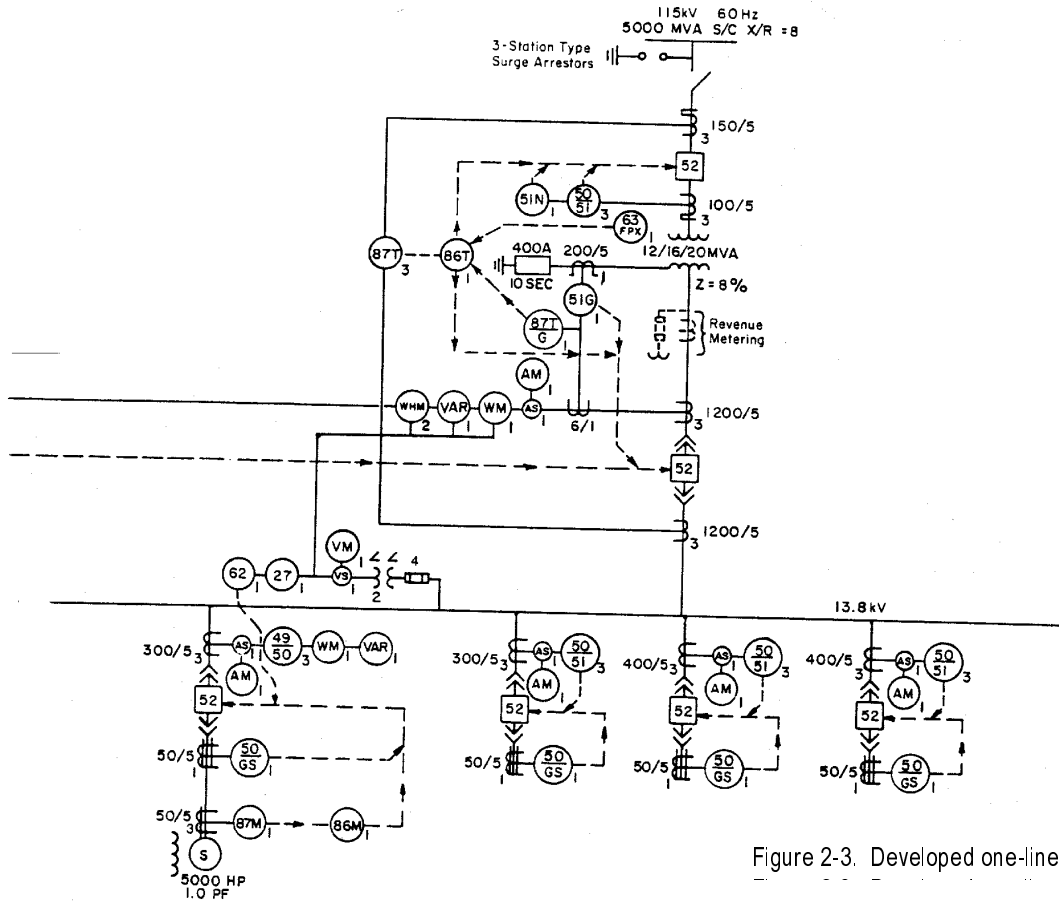 115kV 60Hz
5000 MVA S/C X/R = 8
3-Station Type
Surge Arrestors
150/5
3
52
51N
1
50
51
3
100/5
3
63
FPX
1
87T
3
86T
1
400A
10 SEC
200/5
1
12/16/20MVA
Z = 8%
51G
1
87T
G
1
Revenue
Metering
AM
1
WHM
2
VAR
1
WM
1
AS
1
6/1
1200/5
3
52
1200/5
3
VM
1
62
1
27
1
VS
1
2
4
13.8kV
300/5
3
AS
1
49
50
3
WM
1
VAR
1
AM
1
52
50/5
1
50
GS
1
50/5
3
87M
1
86M
1
S
5000 HP
1.0 PF
300/5
3
AS
1
50
51
3
AM
1
52
50/5
1
50
GS
1
400/5
3
AS
1
50
51
3
AM
1
52
50/5
1
50
GS
1
400/5
3
AS
1
50
51
3
AM
1
52
50/5
1
50
GS
1
Figure 2-3. Developed one-line